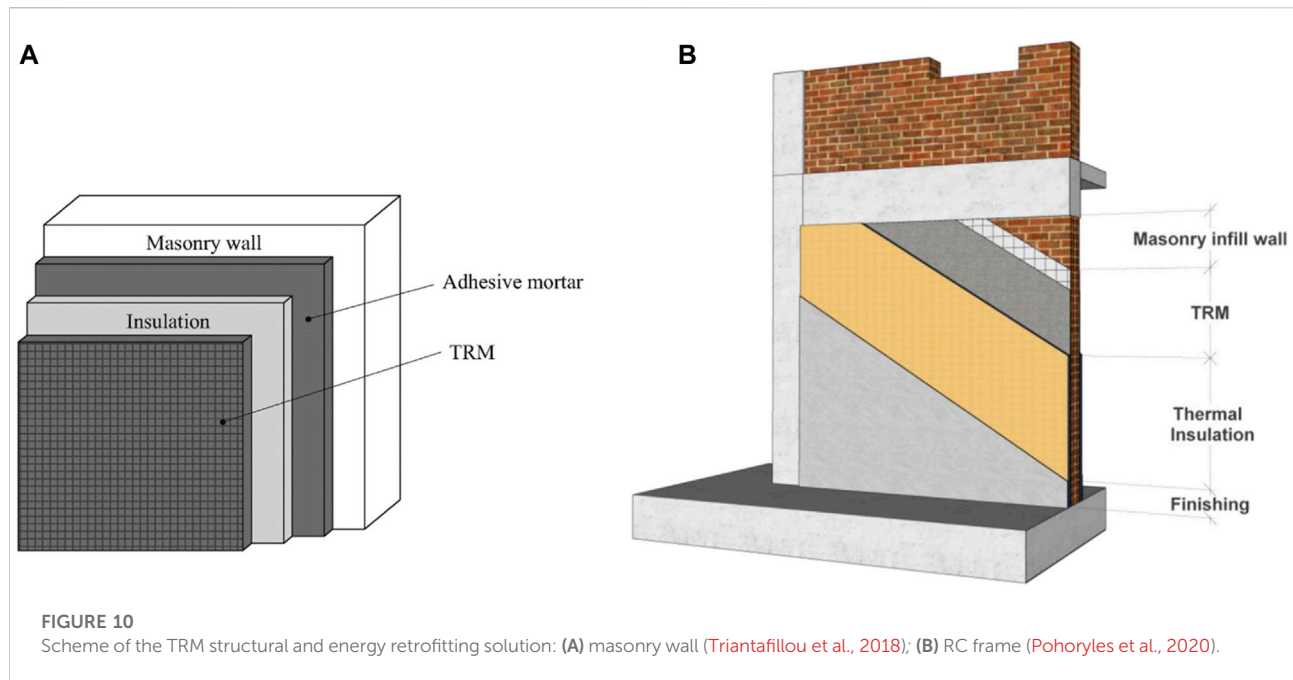 A
Masonry wall
Adhesive mortar
Insulation
TRM
B
Masonry infill wall
TRM
Thermal
Insulation
Finishing
FIGURE 10
Scheme of the TRM structural and energy retrofitting solution: (A) masonry wall (Triantafillou et al., 2018); (B) RC frame (Pohoryles et al., 2020).